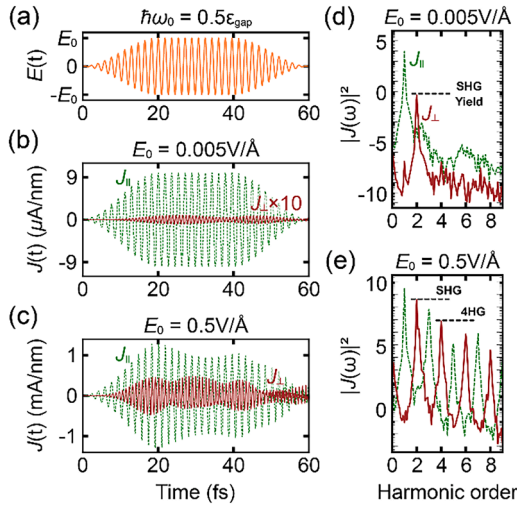 (a)
ℏω₀ = 0.5ε_gap
E(t)
E₀
0
-E₀
0 20 40 60
(b)
E₀ = 0.005V/Å
J(t) (µA/nm)
9
0
-9
J∥
J⊥×10
0 20 40 60
(c)
E₀ = 0.5V/Å
J(t) (mA/nm)
1
0
-1
J∥
J⊥
0 20 40 60
Time (fs)
(d)
E₀ = 0.005V/Å
|J(ω)|²
5
0
-5
-10
J∥
J⊥
SHG
Yield
0 2 4 6 8
(e)
E₀ = 0.5V/Å
|J(ω)|²
10
5
0
SHG
4HG
0 2 4 6 8
Harmonic order